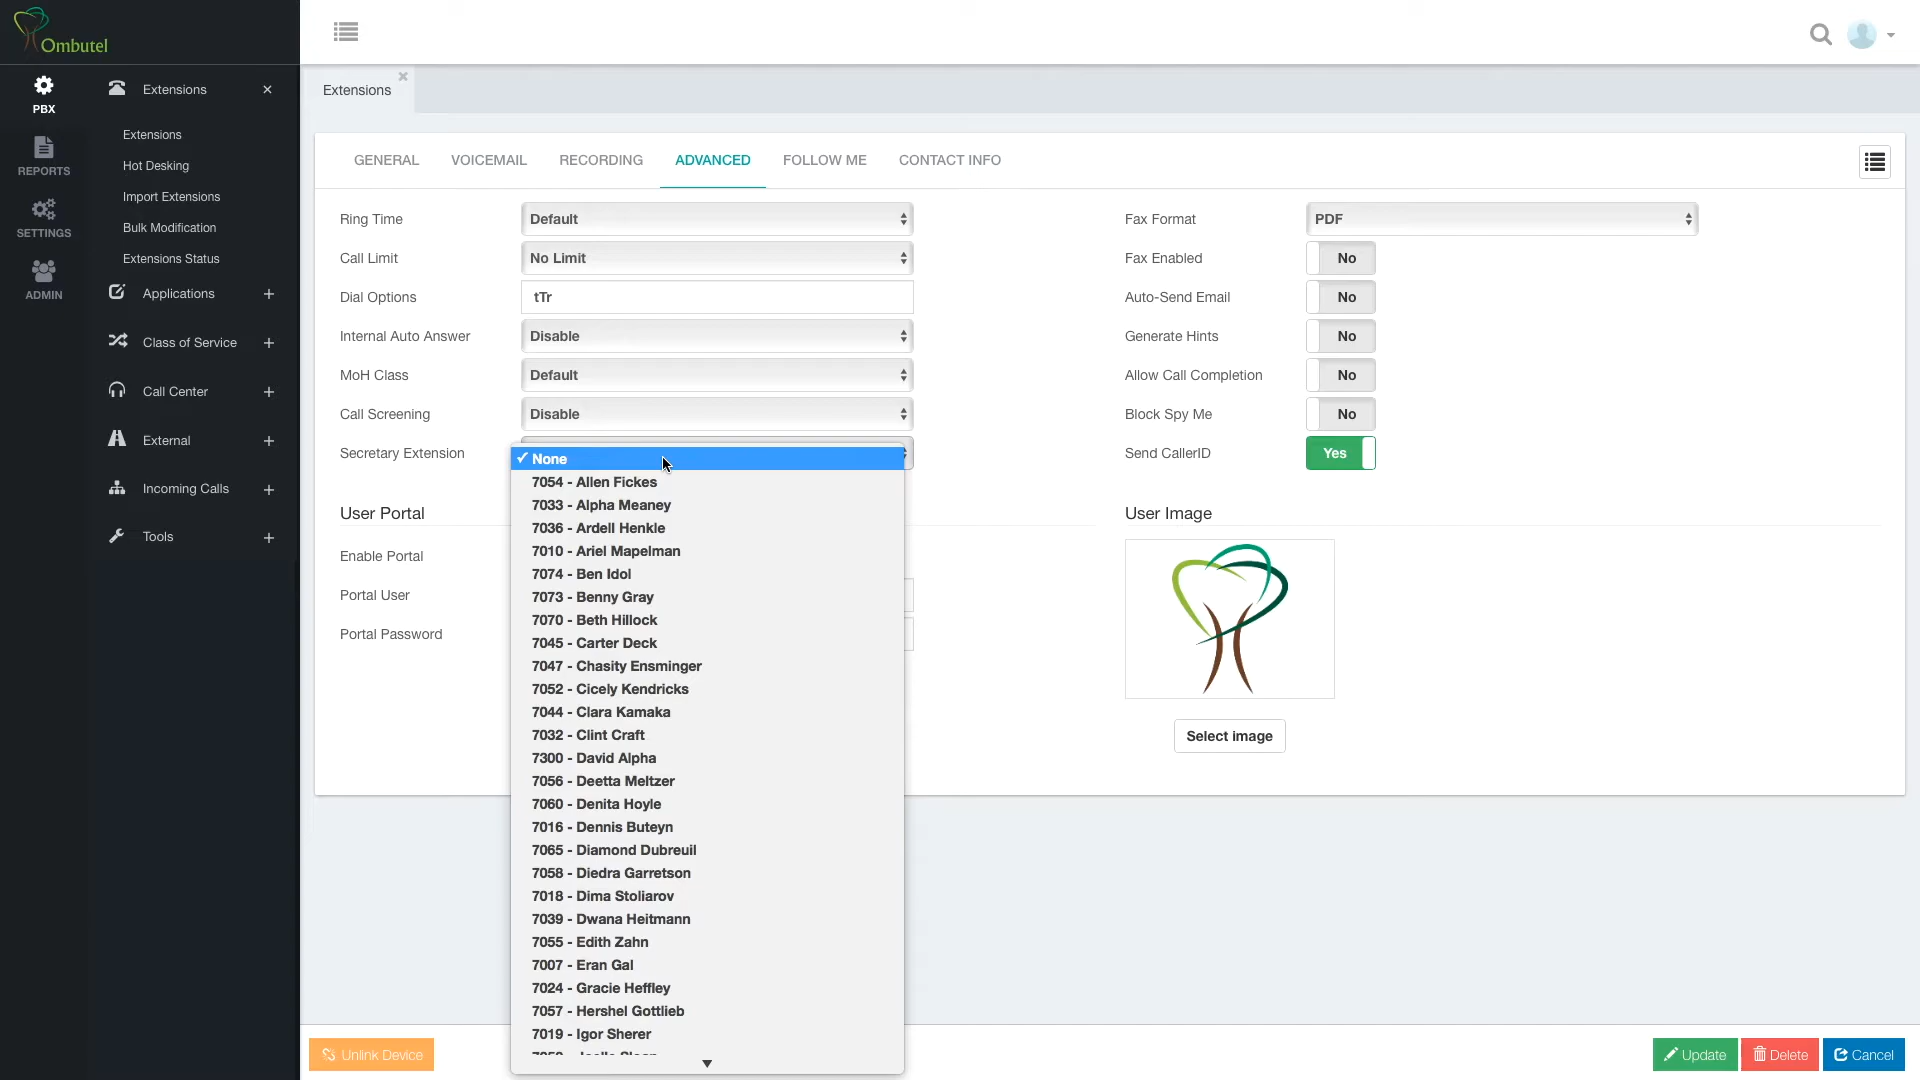 Ombutel
PBX
REPORTS
SETTINGS
ADMIN
Extensions
Extensions
Hot Desking
Import Extensions
Bulk Modification
Extensions Status
Applications
Class of Service
Call Center
External
Incoming Calls
Tools
Extensions
GENERAL VOICEMAIL RECORDING ADVANCED FOLLOW ME CONTACT INFO
Ring Time Default
Call Limit No Limit
Dial Options tTr
Internal Auto Answer Disable
MoH Class Default
Call Screening Disable
Secretary Extension
✓ None
7054 - Allen Fickes
7033 - Alpha Meaney
7036 - Ardell Henkle
7010 - Ariel Mapelman
7074 - Ben Idol
7073 - Benny Gray
7070 - Beth Hillock
7045 - Carter Deck
7047 - Chasity Ensminger
7052 - Cicely Kendricks
7044 - Clara Kamaka
7032 - Clint Craft
7300 - David Alpha
7056 - Deetta Meltzer
7060 - Denita Hoyle
7016 - Dennis Buteyn
7065 - Diamond Dubreuil
7058 - Diedra Garretson
7018 - Dima Stoliarov
7039 - Dwana Heitmann
7055 - Edith Zahn
7007 - Eran Gal
7024 - Gracie Heffley
7057 - Hershel Gottlieb
7019 - Igor Sherer
User Portal
Enable Portal
Portal User
Portal Password
Fax Format PDF
Fax Enabled No
Auto-Send Email No
Generate Hints No
Allow Call Completion No
Block Spy Me No
Send CallerID Yes
User Image
Select image
Unlink Device
Update Delete Cancel